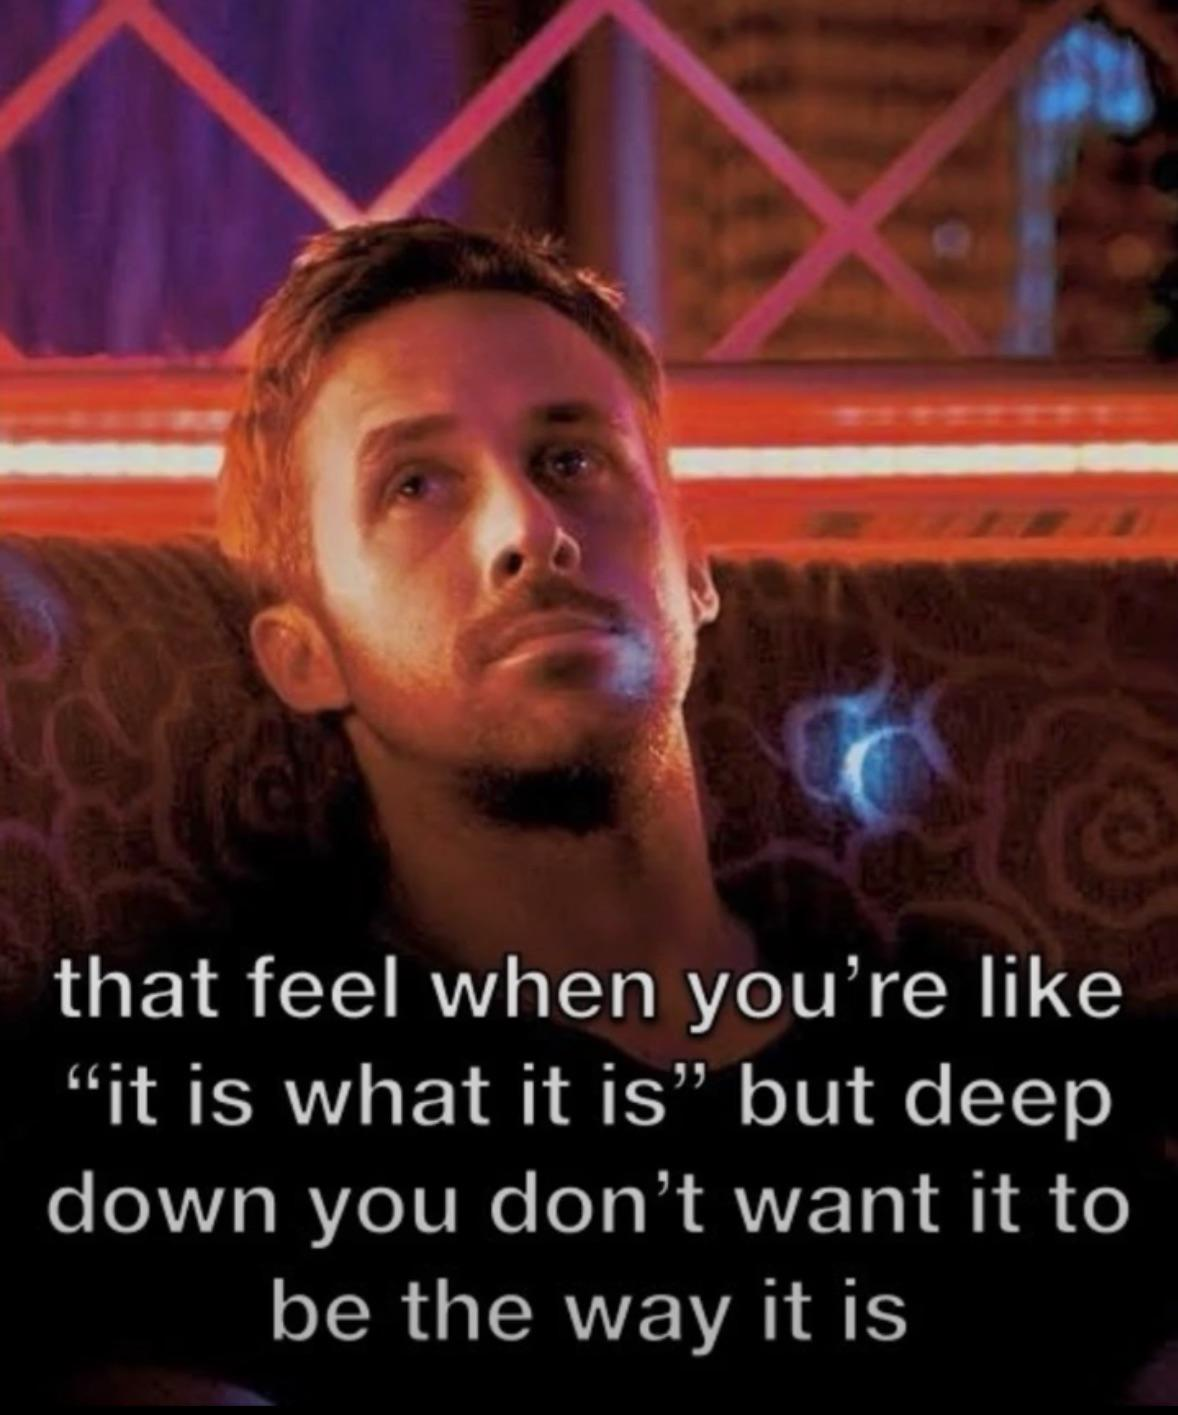 that feel when you’re like
“it is what it is” but deep
down you don’t want it to
be the way it is